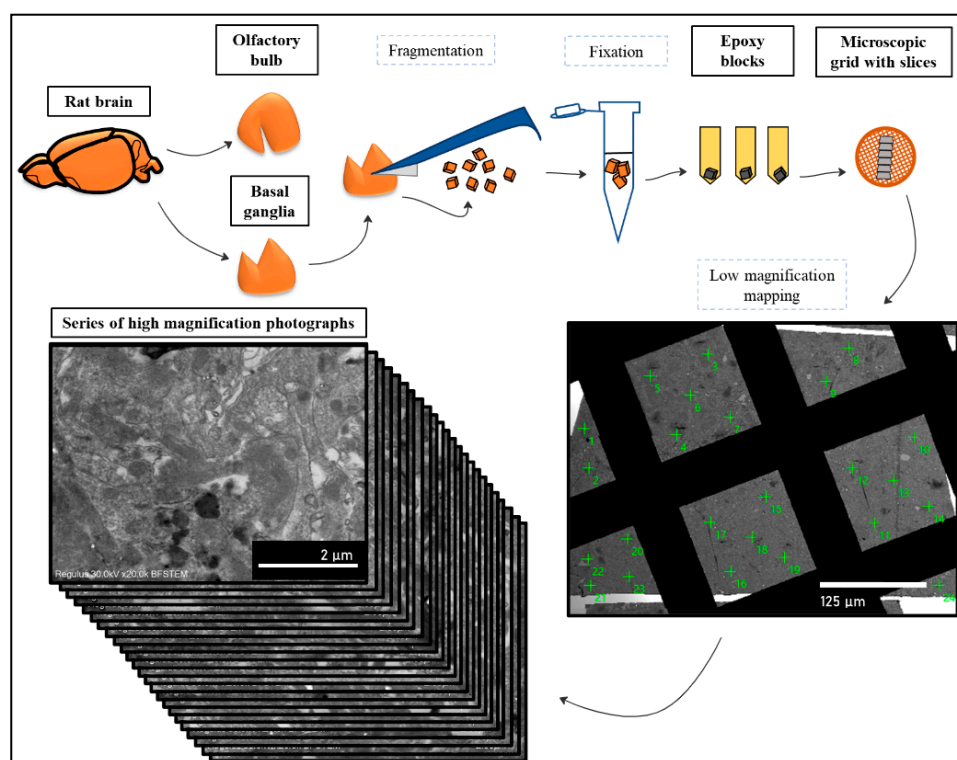 Olfactory
bulb
Fragmentation
Fixation
Epoxy
blocks
Microscopic
grid with slices
Rat brain
Basal
ganglia
Low magnification
mapping
Series of high magnification photographs
3
8
5
6
9
7
1
4
10
2
12
13
15
14
17
11
18
20
19
22
16
23
21
24
125 μm
2 μm
Regulus 30.0kV x20.0k BFSTEM